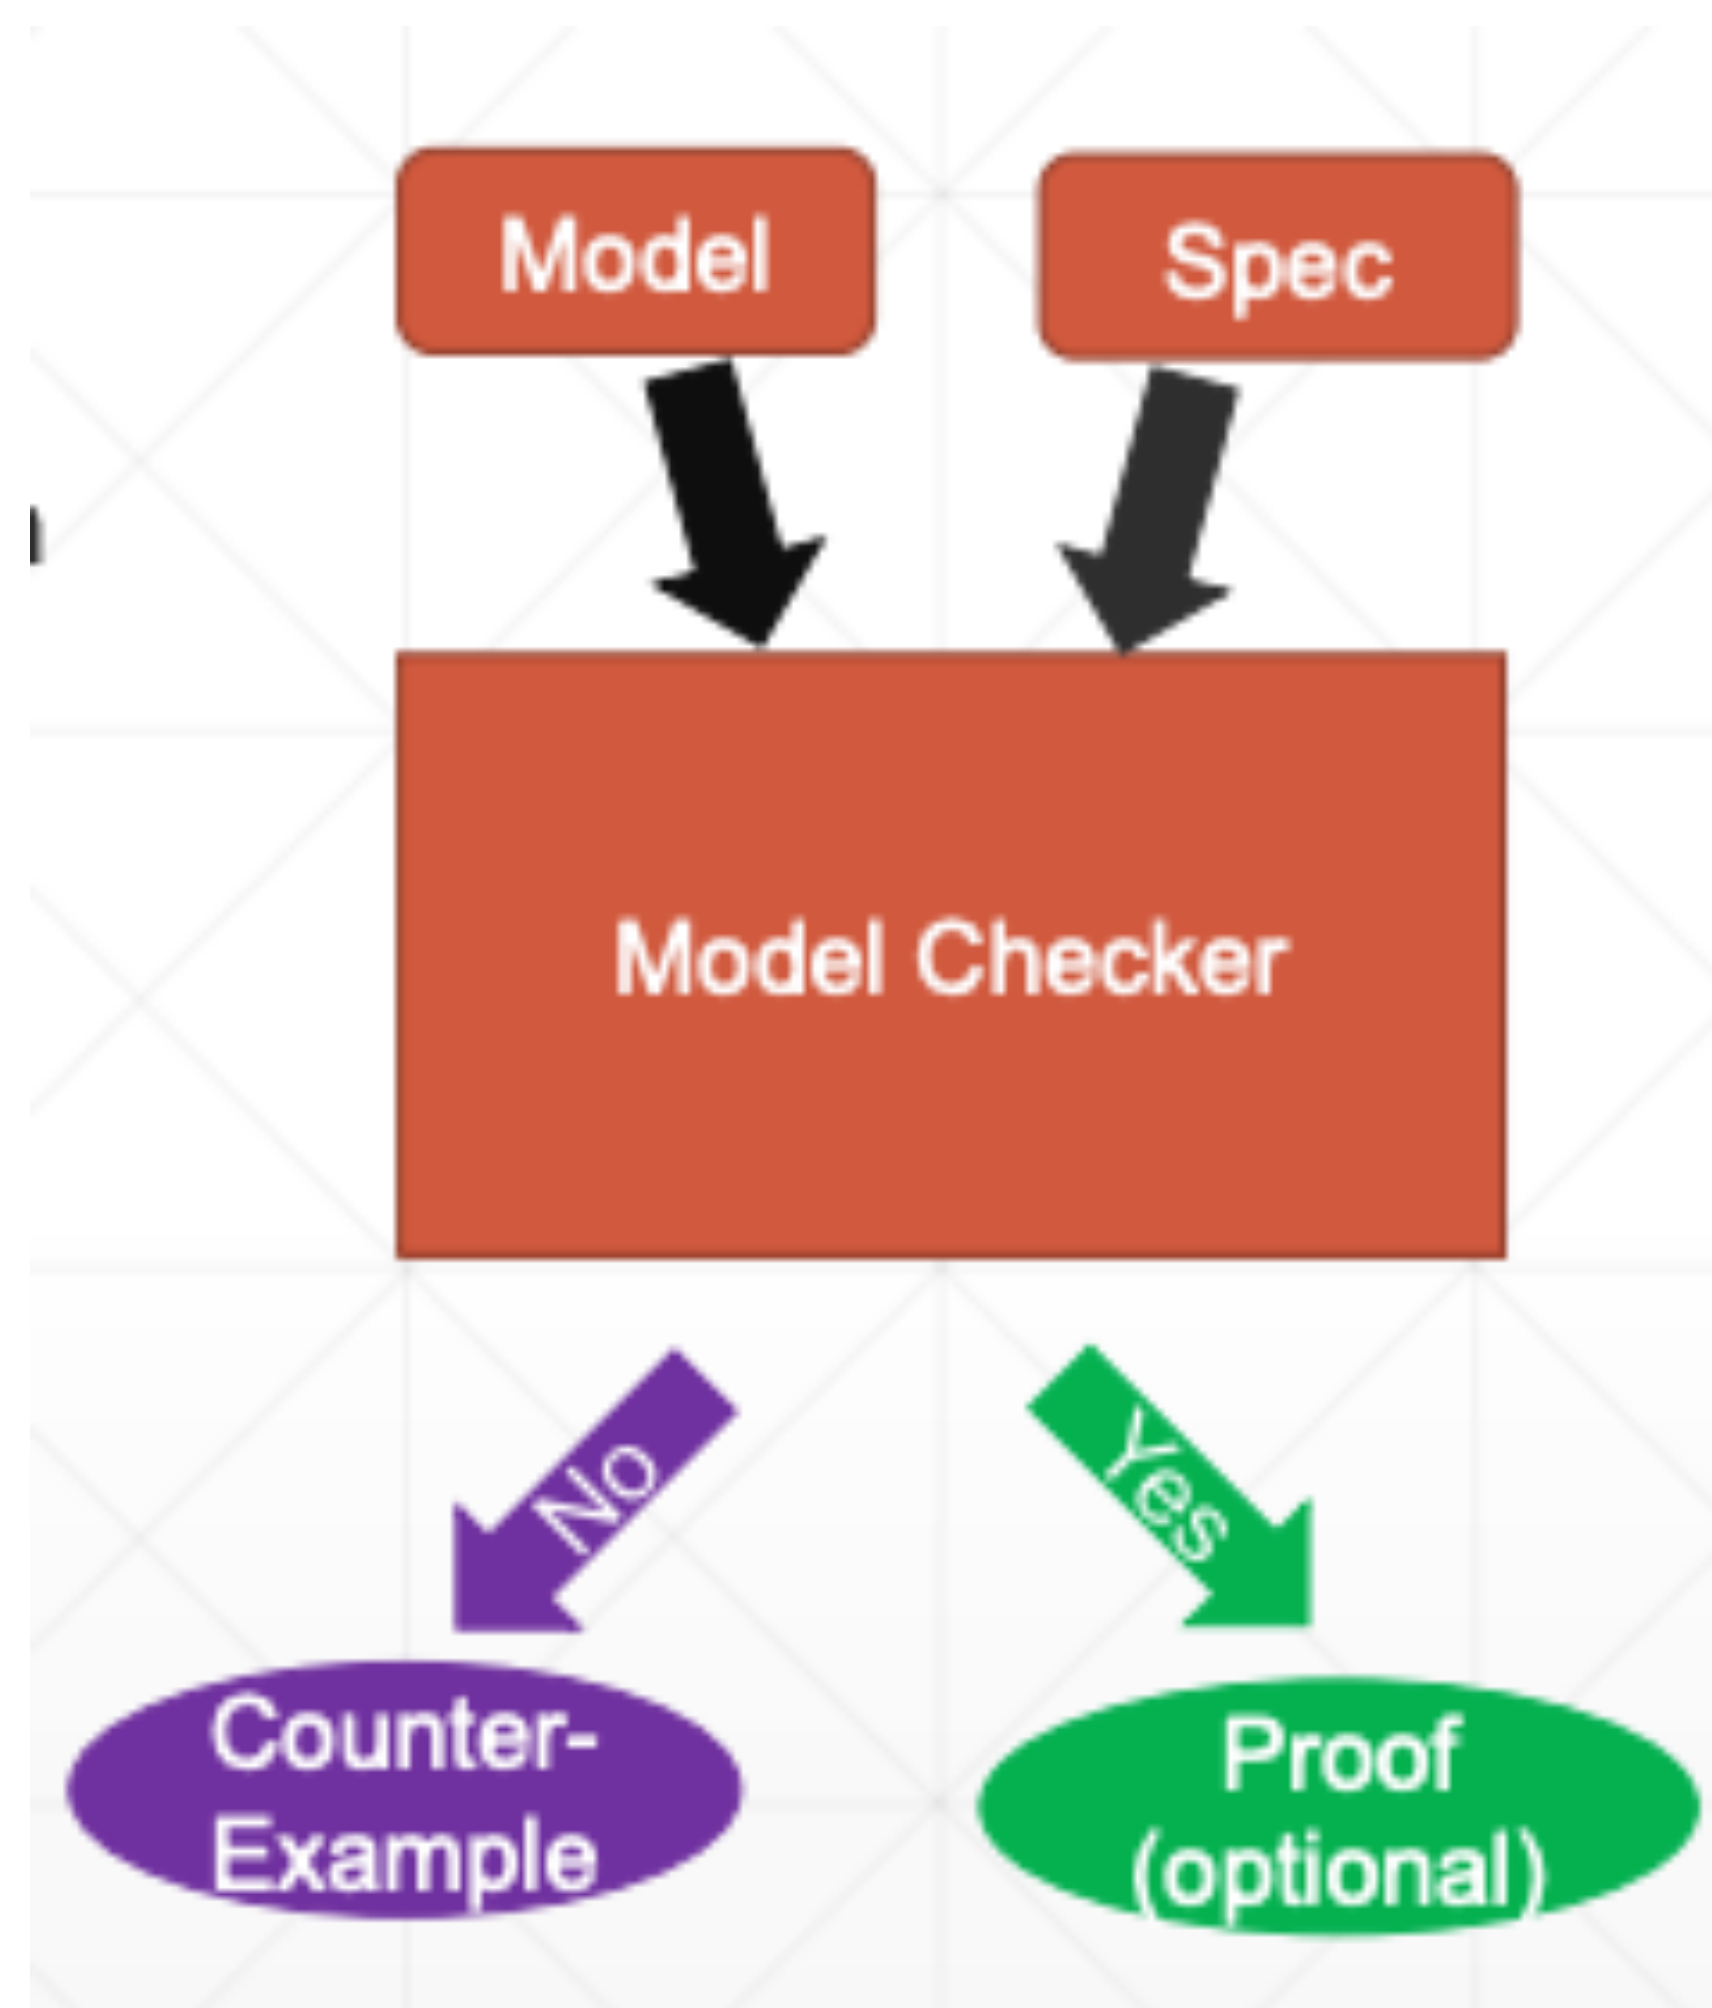 Model
Spec
Model Checker
No
Yes
Counter-
Example
Proof
(optional)